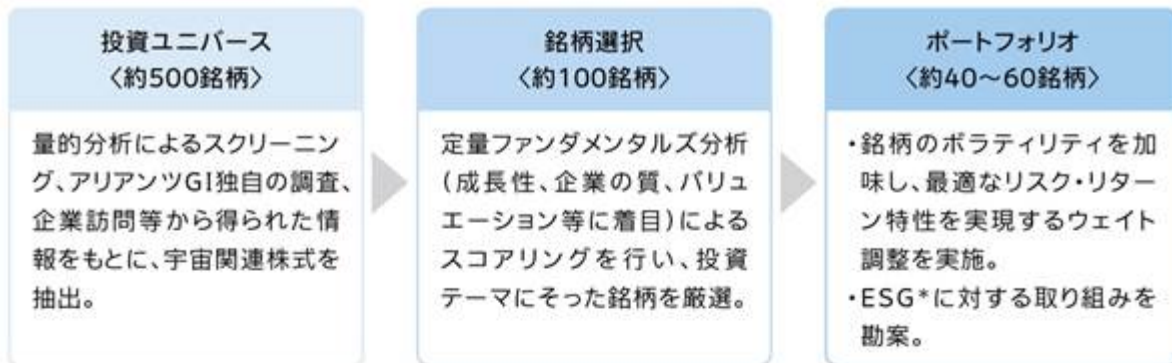 投資ユニバース
〈約500銘柄〉
量的分析によるスクリーニン
グ、アリアンツGI独自の調査、
企業訪問等から得られた情
報をもとに、宇宙関連株式を
抽出。
銘柄選択
〈約100銘柄〉
定量ファンダメンタルズ分析
(成長性、企業の質、バリュ
エーション等に着目)による
スコアリングを行い、投資
テーマにそった銘柄を厳選。
ポートフォリオ
〈約40～60銘柄〉
・銘柄のボラティリティを加
味し、最適なリスク・リター
ン特性を実現するウェイト
調整を実施。
・ESG*に対する取り組みを
勘案。